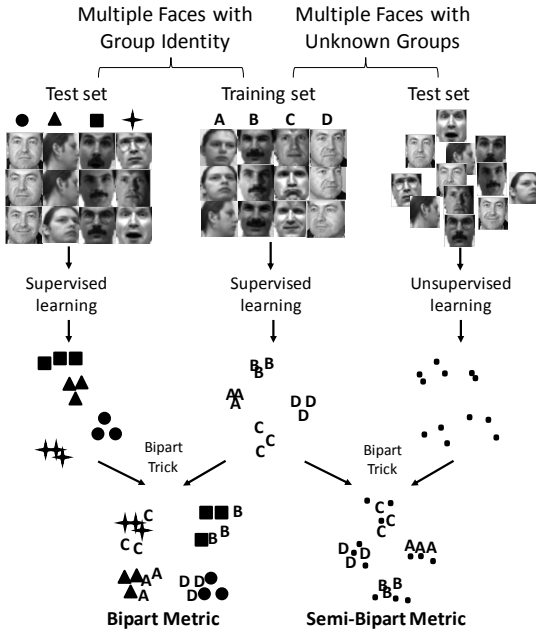 Multiple Faces with
Group Identity
Multiple Faces with
Unknown Groups
Test set
Training set
Test set
A B C D
Supervised
learning
Supervised
learning
Unsupervised
learning
B B
B
A A
A
D D
D
C
C
C
Bipart
Trick
Bipart
Trick
C
C C
B
B B
A
A
A
D D
D
C
C
C
D
D
D
A A A
B
B
B
Bipart Metric
Semi-Bipart Metric